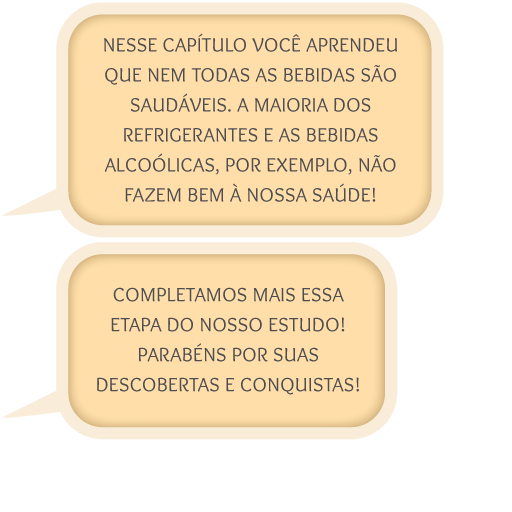 NESSE CAPÍTULO VOCÊ APRENDEU
QUE NEM TODAS AS BEBIDAS SÃO
SAUDÁVEIS. A MAIORIA DOS
REFRIGERANTES E AS BEBIDAS
ALCOÓLICAS, POR EXEMPLO, NÃO
FAZEM BEM À NOSSA SAÚDE!
COMPLETAMOS MAIS ESSA
ETAPA DO NOSSO ESTUDO!
PARABÉNS POR SUAS
DESCOBERTAS E CONQUISTAS!